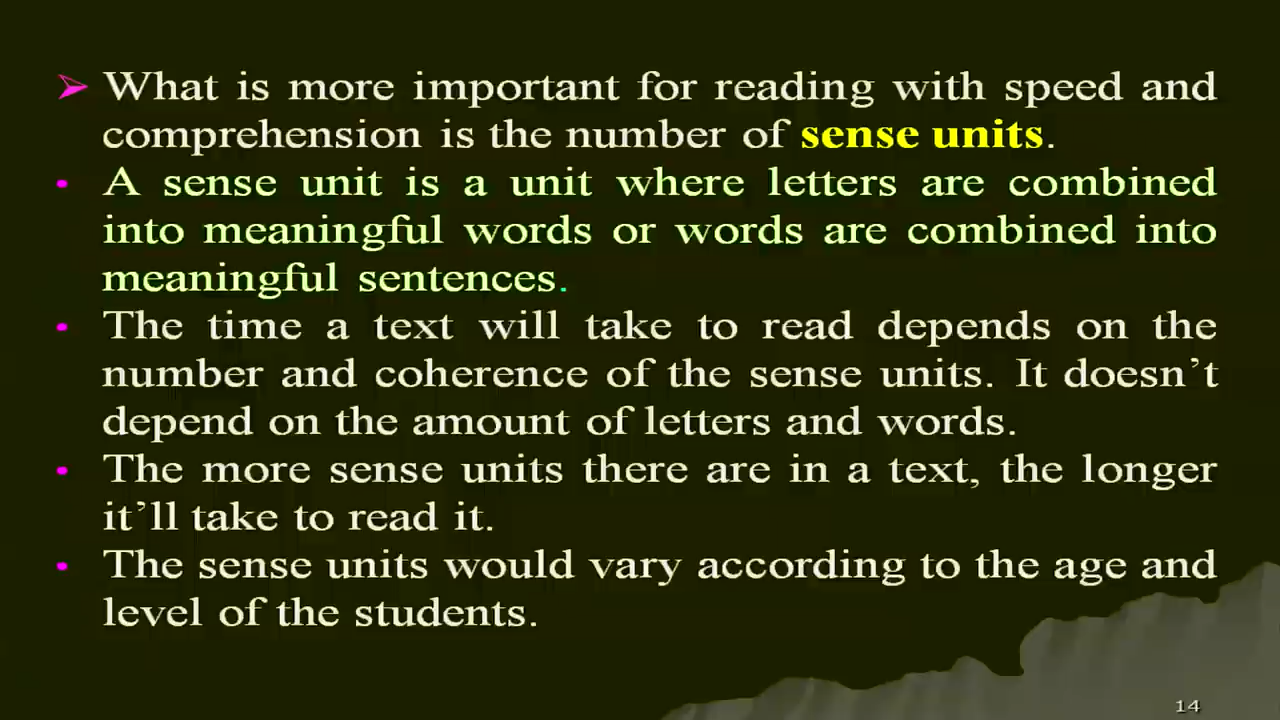 ➢ What is more important for reading with speed and
comprehension is the number of sense units.
• A sense unit is a unit where letters are combined
into meaningful words or words are combined into
meaningful sentences.
• The time a text will take to read depends on the
number and coherence of the sense units. It doesn’t
depend on the amount of letters and words.
• The more sense units there are in a text, the longer
it’ll take to read it.
• The sense units would vary according to the age and
level of the students.
14